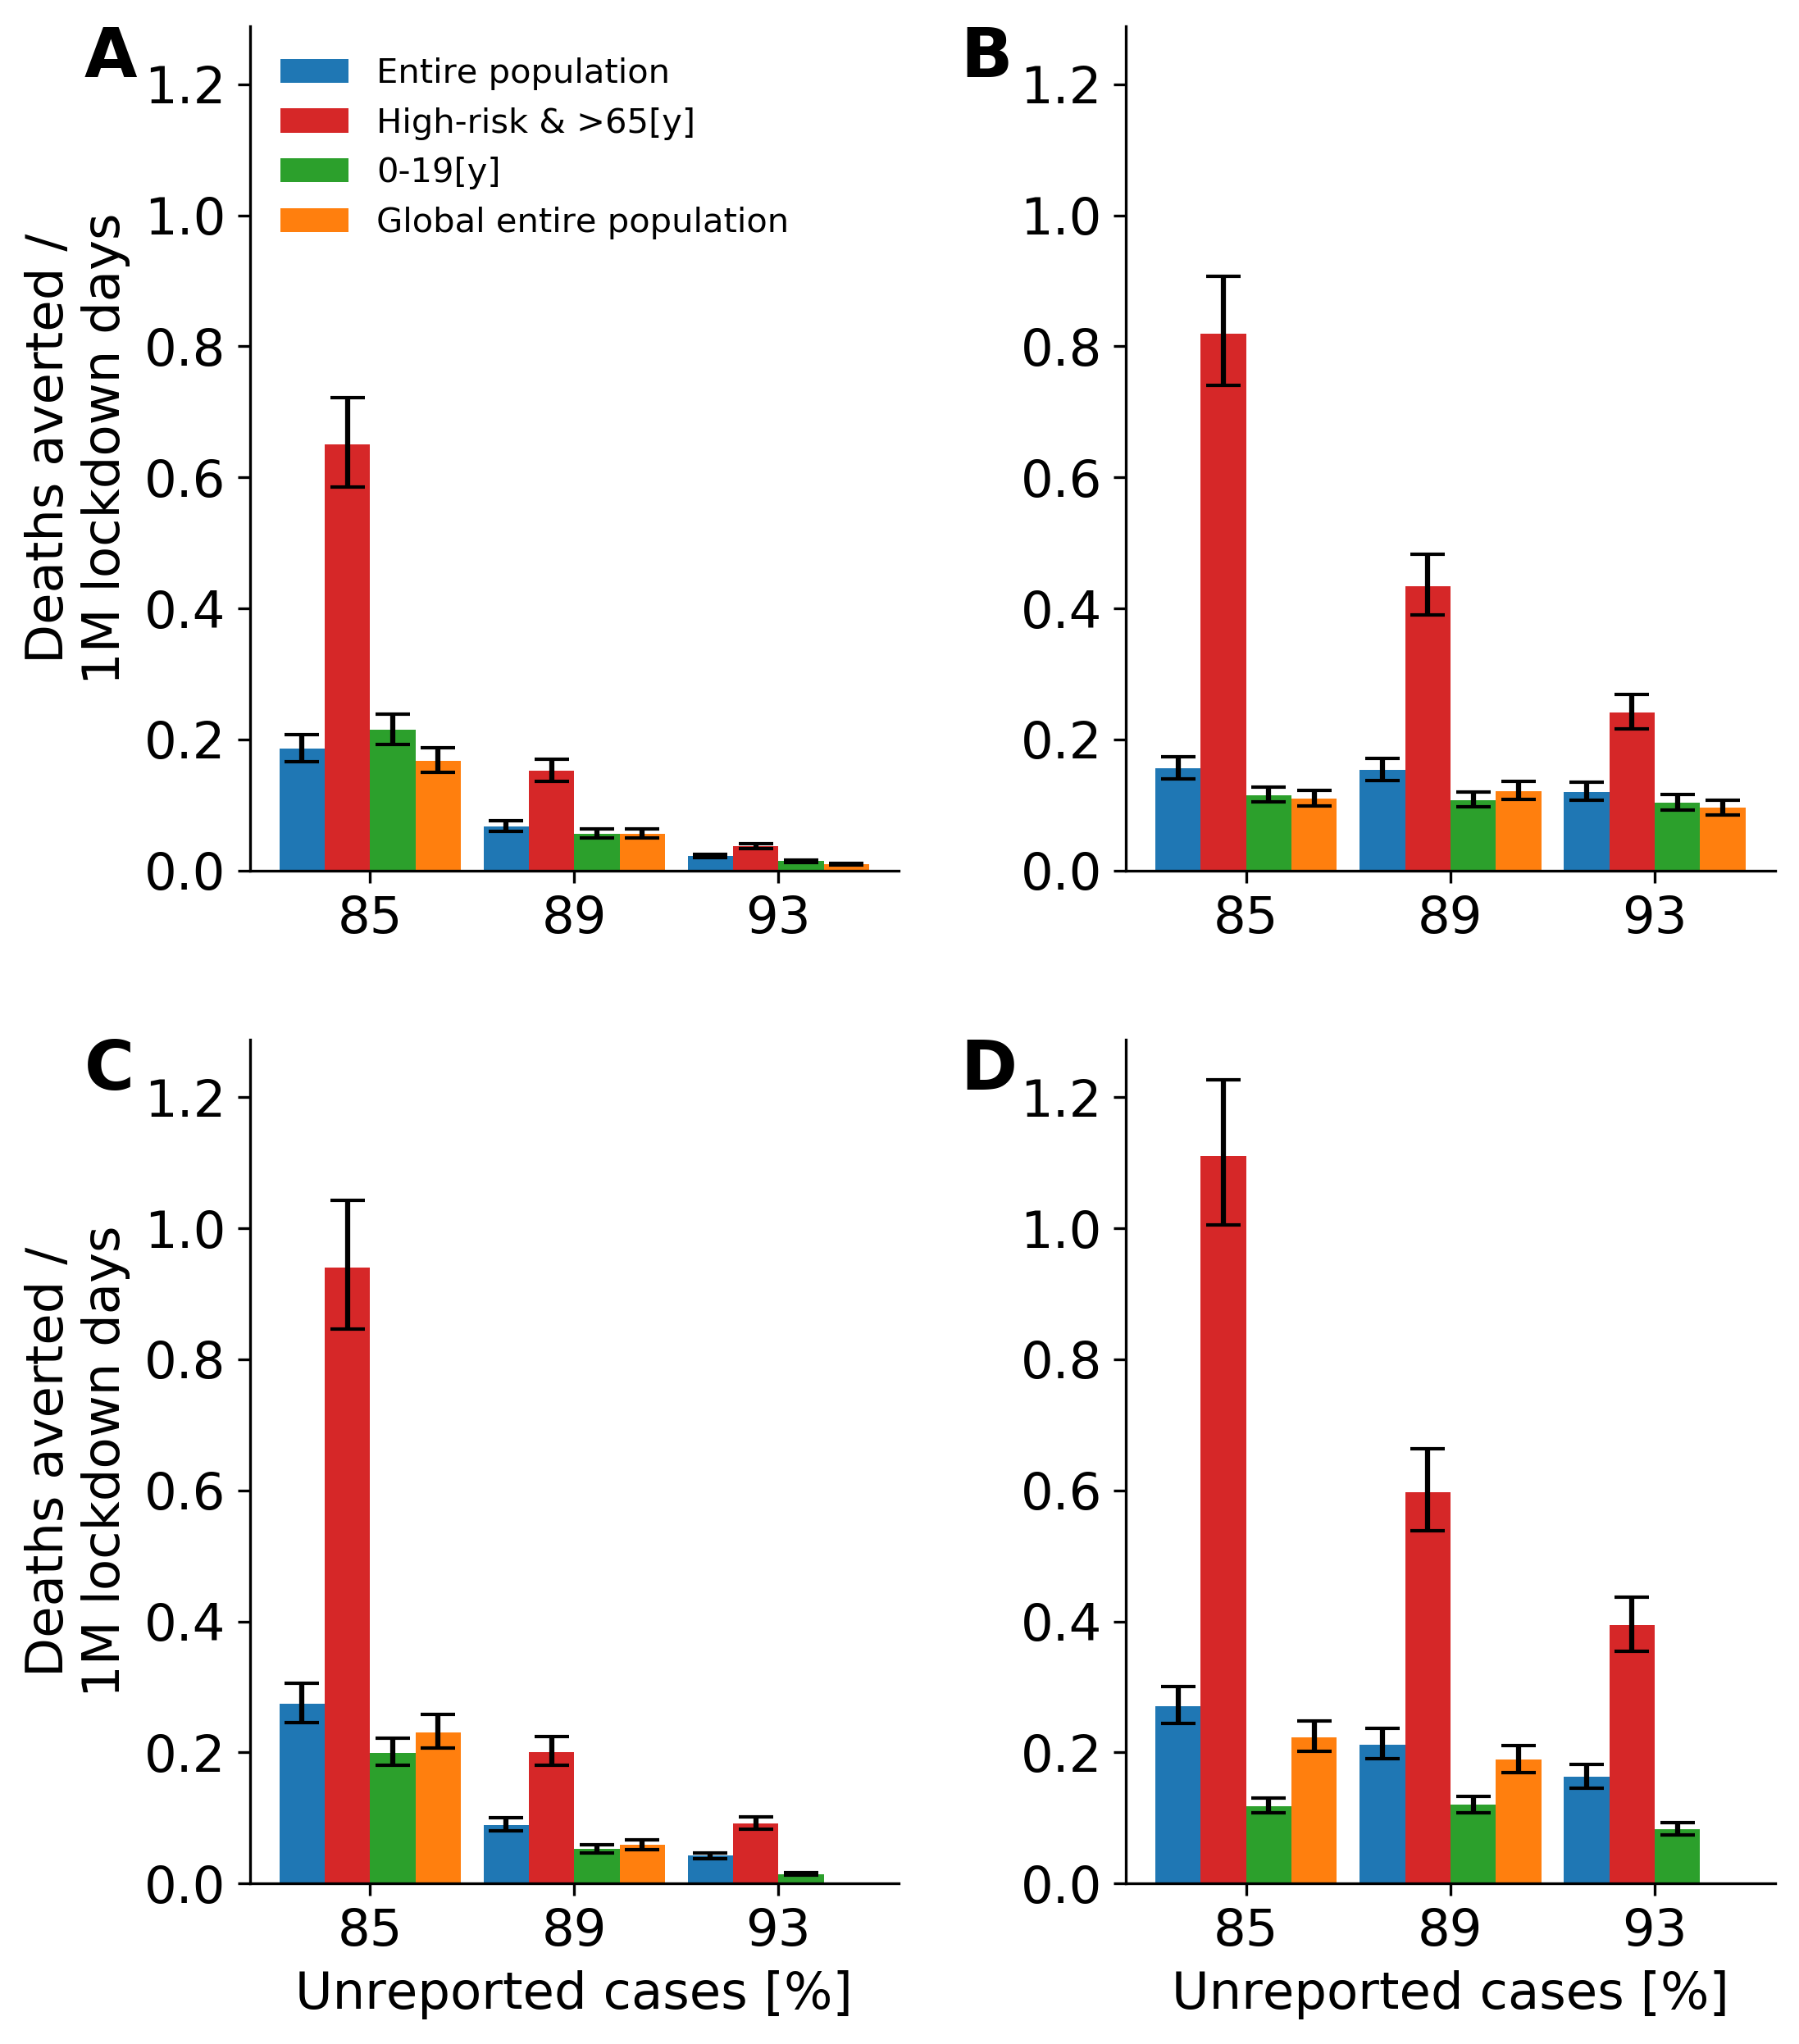 A
1.2
1.0
0.8
0.6
0.4
0.2
0.0
Deaths averted /
1M lockdown days
Entire population
High-risk & >65[y]
0-19[y]
Global entire population
85 89 93
B
1.2
1.0
0.8
0.6
0.4
0.2
0.0
85 89 93
C
1.2
1.0
0.8
0.6
0.4
0.2
0.0
Deaths averted /
1M lockdown days
85 89 93
Unreported cases [%]
D
1.2
1.0
0.8
0.6
0.4
0.2
0.0
85 89 93
Unreported cases [%]